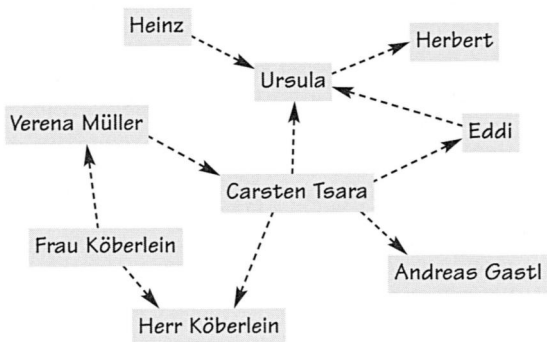 Heinz
Herbert
Ursula
Verena Müller
Eddi
Carsten Tsara
Frau Köberlein
Andreas Gastl
Herr Köberlein